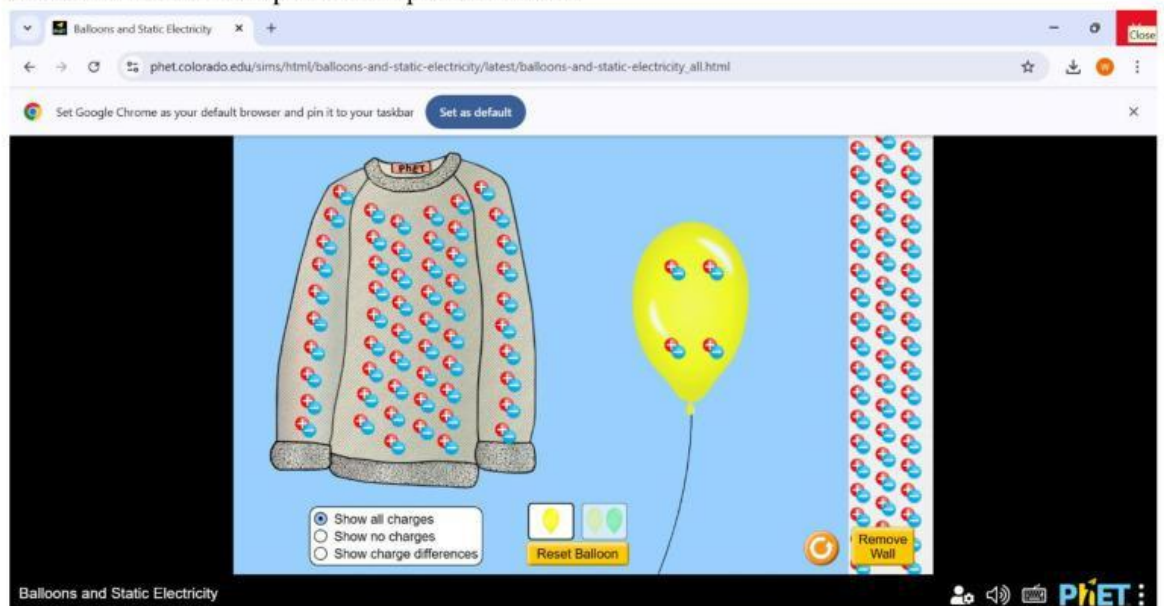 Balloons and Static Electricity
Close
phet.colorado.edu/sims/html/balloons-and-static-electricity/latest/balloons-and-static-electricity_all.html
W
Set Google Chrome as your default browser and pin it to your taskbar
Set as default
PhET
Show all charges
Show no charges
Show charge differences
Reset Balloon
Remove
Wall
Balloons and Static Electricity
PhET